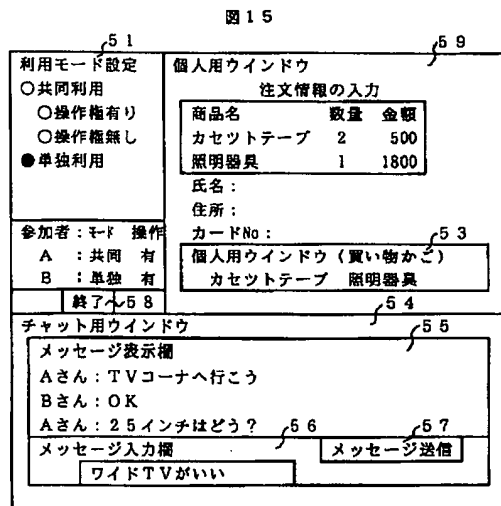 図15
51
59
利用モード設定
○共同利用
○操作権有り
○操作権無し
●単独利用
参加者:モード 操作
A :共同 有
B :単独 有
終了 58
個人用ウインドウ
注文情報の入力
商品名 数量 金額
カセツトテープ 2 500
照明器具 1 1800
氏名:
住所:
カードNo:
53
個人用ウインドウ(買い物かご)
カセツトテープ 照明器具
54
チャット用ウインドウ
55
メッセージ表示欄
Aさん:TVコーナへ行こう
Bさん:OK
Aさん:25インチはどう?
56
57
メッセージ入力欄
メッセージ送信
ワイドTVがいい